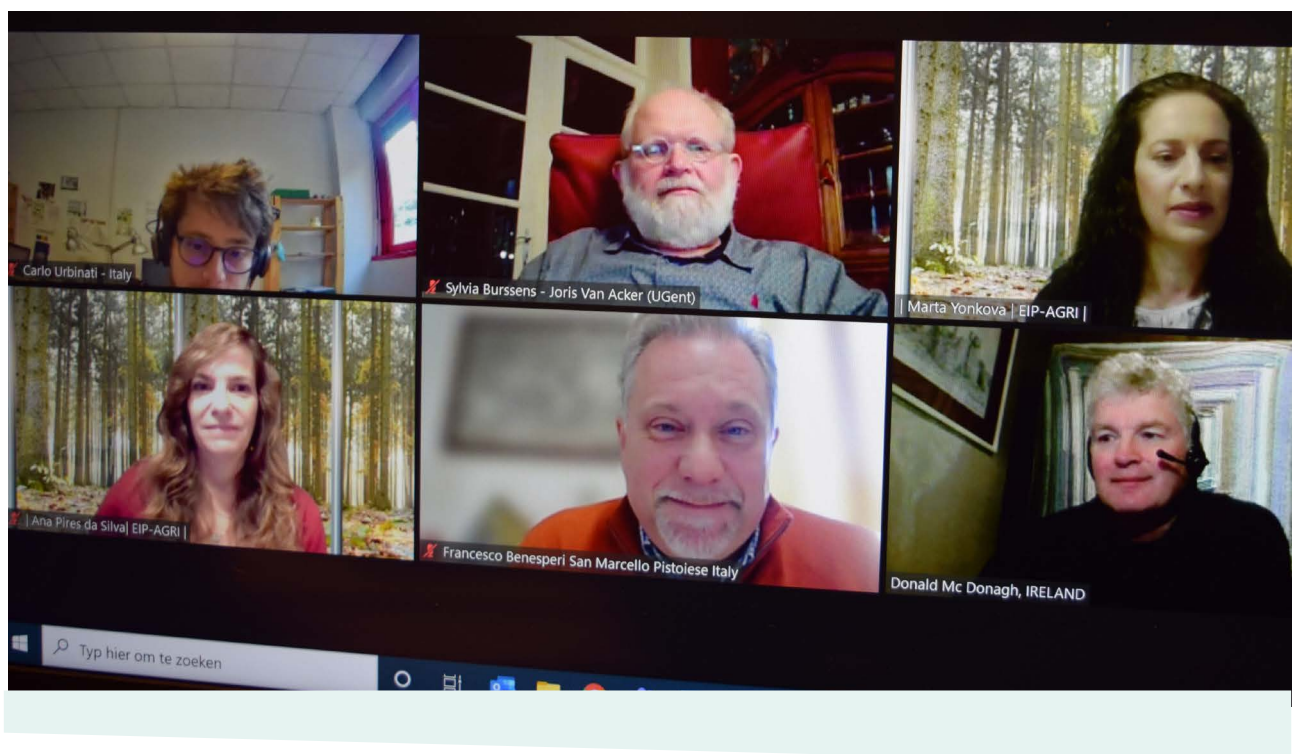 Carlo Urbinati - Italy
Sylvia Burssens - Joris Van Acker (UGent)
| Marta Yonkova | EIP-AGRI |
| Ana Pires da Silva| EIP-AGRI |
Francesco Benesperi San Marcello Pistoiese Italy
Donald Mc Donagh, IRELAND
Typ hier om te zoeken